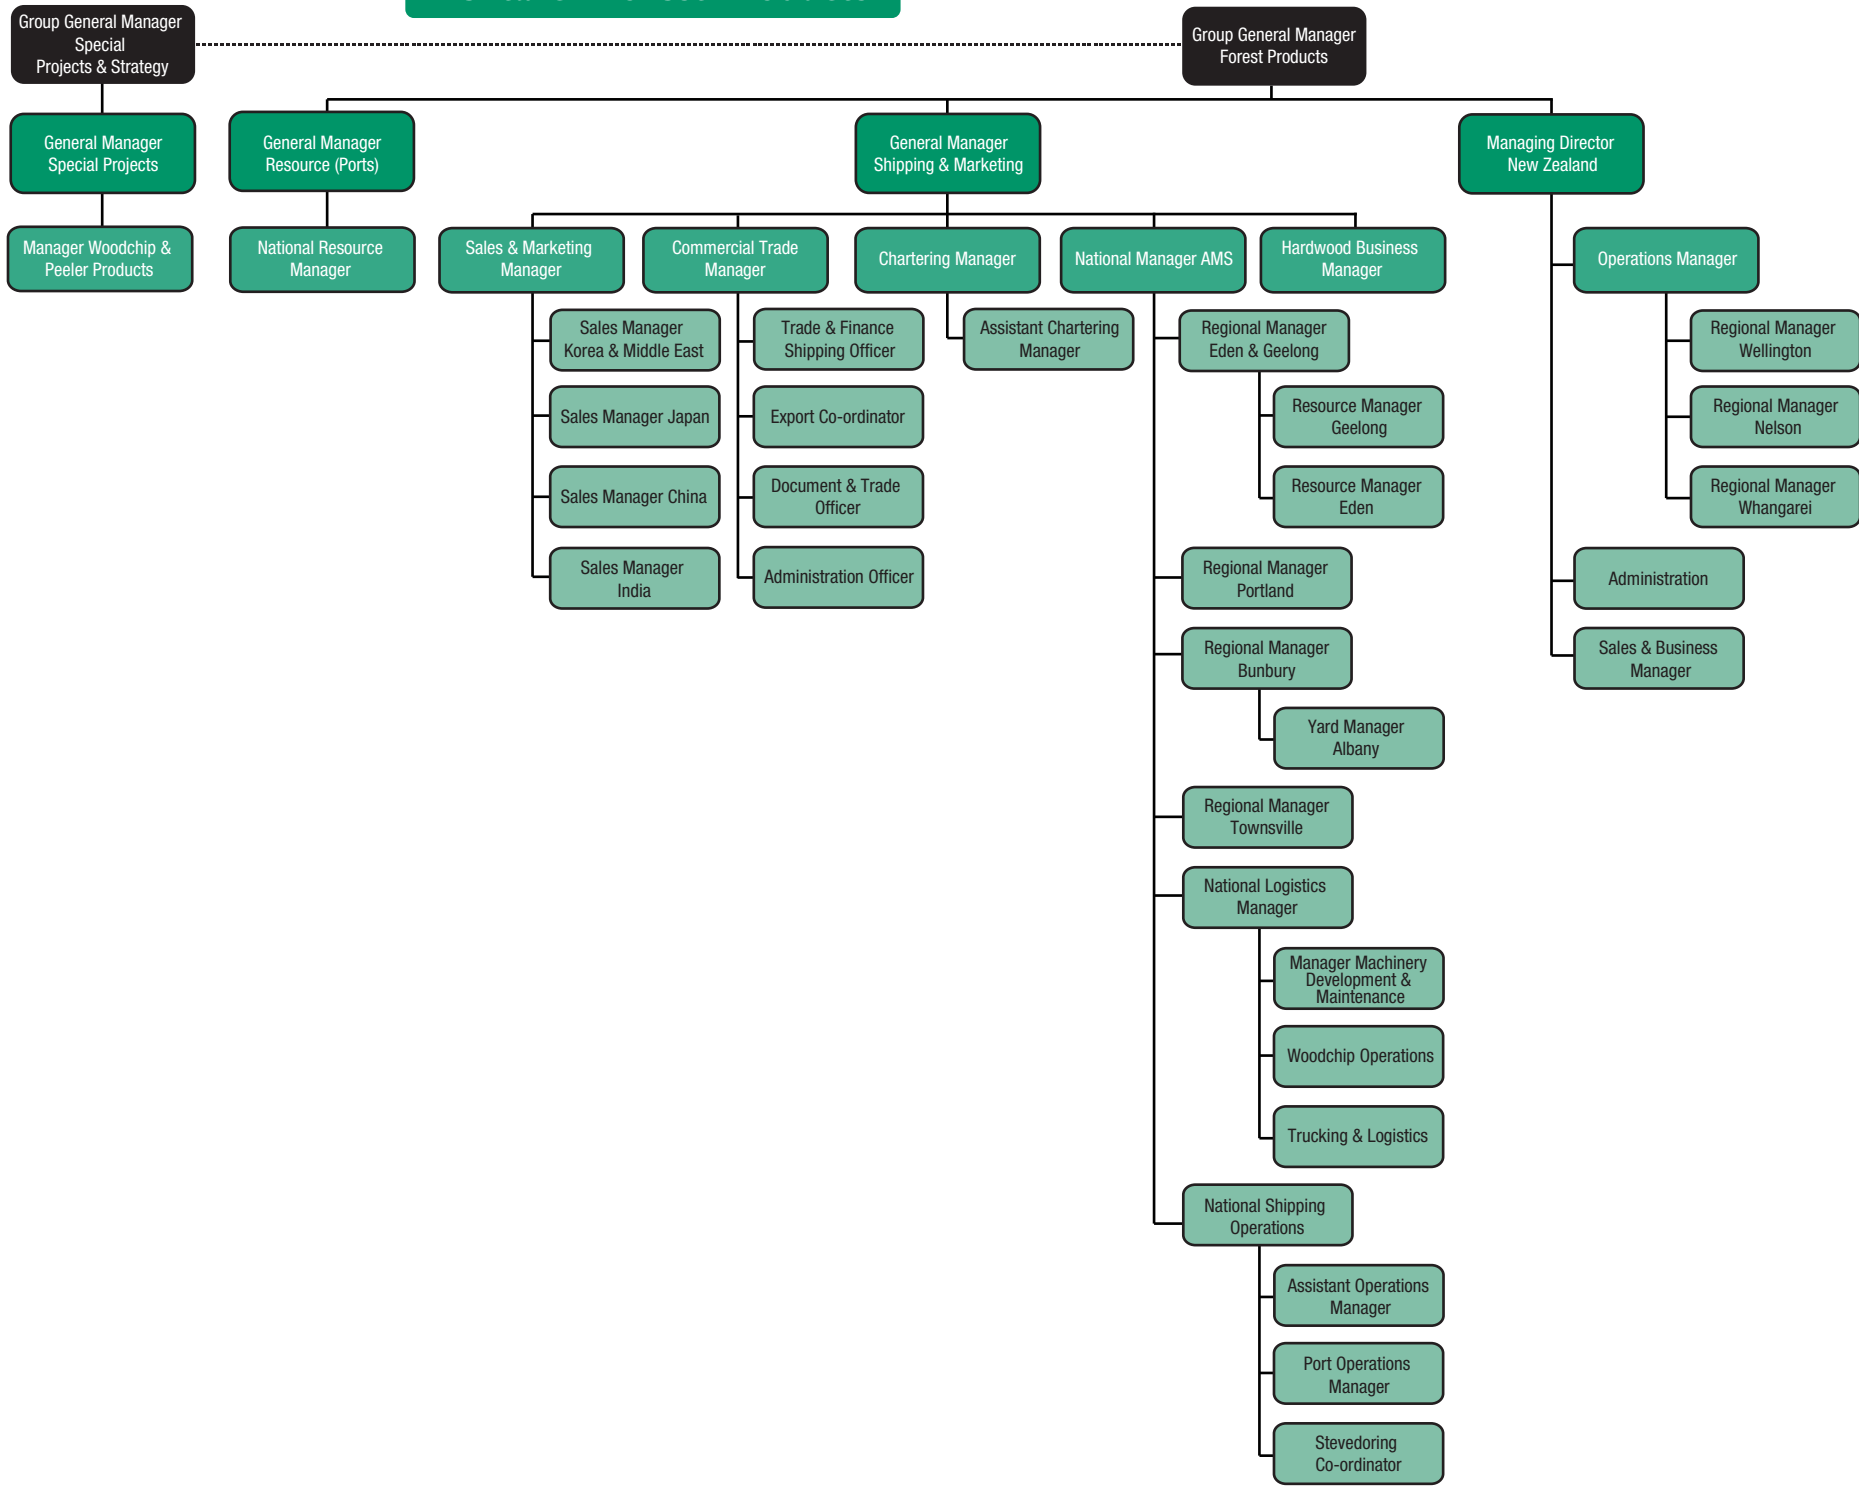 Group General Manager
Special
Projects & Strategy
Group General Manager
Forest Products
General Manager
Special Projects
General Manager
Resource (Ports)
General Manager
Shipping & Marketing
Managing Director
New Zealand
Manager Woodchip &
Peeler Products
National Resource
Manager
Sales & Marketing
Manager
Commercial Trade
Manager
Chartering Manager
National Manager AMS
Hardwood Business
Manager
Operations Manager
Sales Manager
Korea & Middle East
Sales Manager Japan
Sales Manager China
Sales Manager
India
Trade & Finance
Shipping Officer
Export Co-ordinator
Document & Trade
Officer
Administration Officer
Assistant Chartering
Manager
Regional Manager
Eden & Geelong
Resource Manager
Geelong
Resource Manager
Eden
Regional Manager
Portland
Regional Manager
Bunbury
Yard Manager
Albany
Regional Manager
Townsville
National Logistics
Manager
Manager Machinery
Development &
Maintenance
Woodchip Operations
Trucking & Logistics
National Shipping
Operations
Assistant Operations
Manager
Port Operations
Manager
Stevedoring
Co-ordinator
Regional Manager
Wellington
Regional Manager
Nelson
Regional Manager
Whangarei
Administration
Sales & Business
Manager